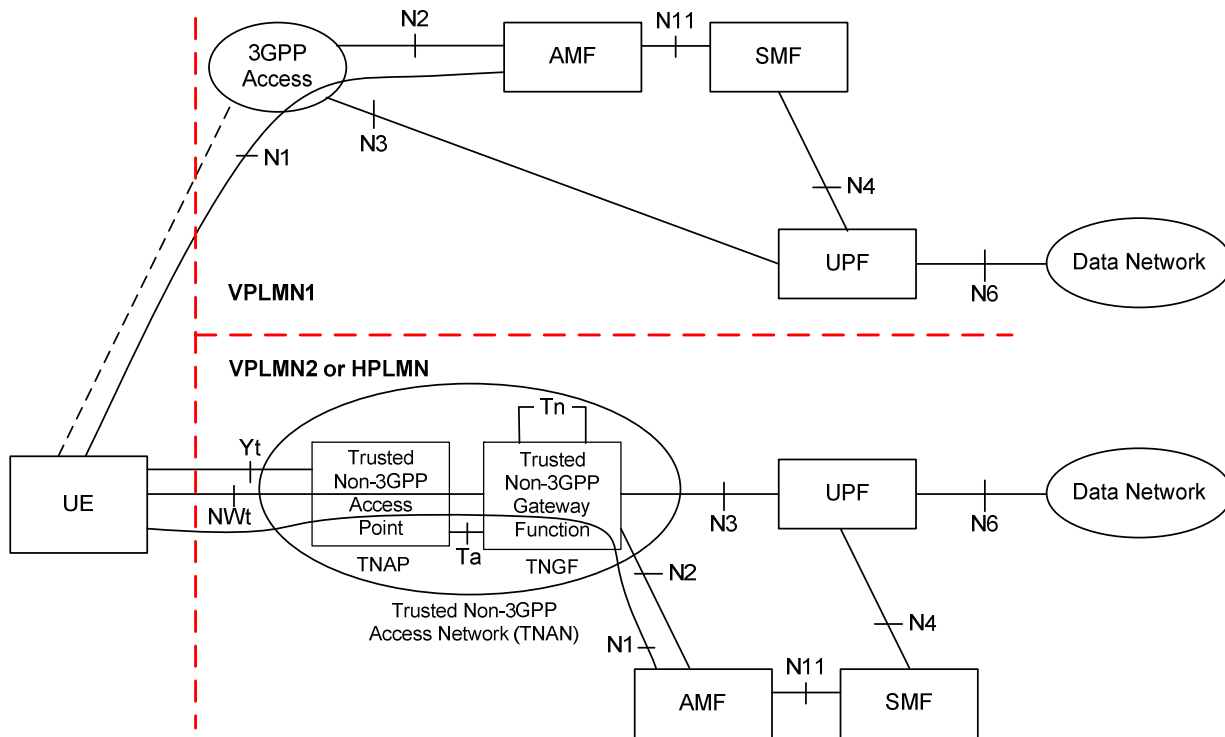 N2
N11
3GPP
Access
AMF
SMF
N3
N1
N4
UPF
Data Network
N6
VPLMN1
VPLMN2 or HPLMN
Tn
Yt
Trusted
Non-3GPP
Access
Point
Trusted
Non-3GPP
Gateway
Function
UE
NWt
UPF
Data Network
N3
N6
Ta
TNAP
TNGF
N2
Trusted Non-3GPP
Access Network (TNAN)
N1
N4
N11
AMF
SMF